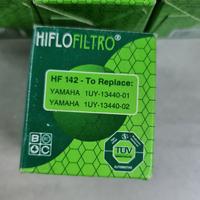 HIFLOFILTRO®
HF 142 - To Replace:
YAMAHA 1UY-13440-01
YAMAHA 1UY-13440-02
B
C
TÜV